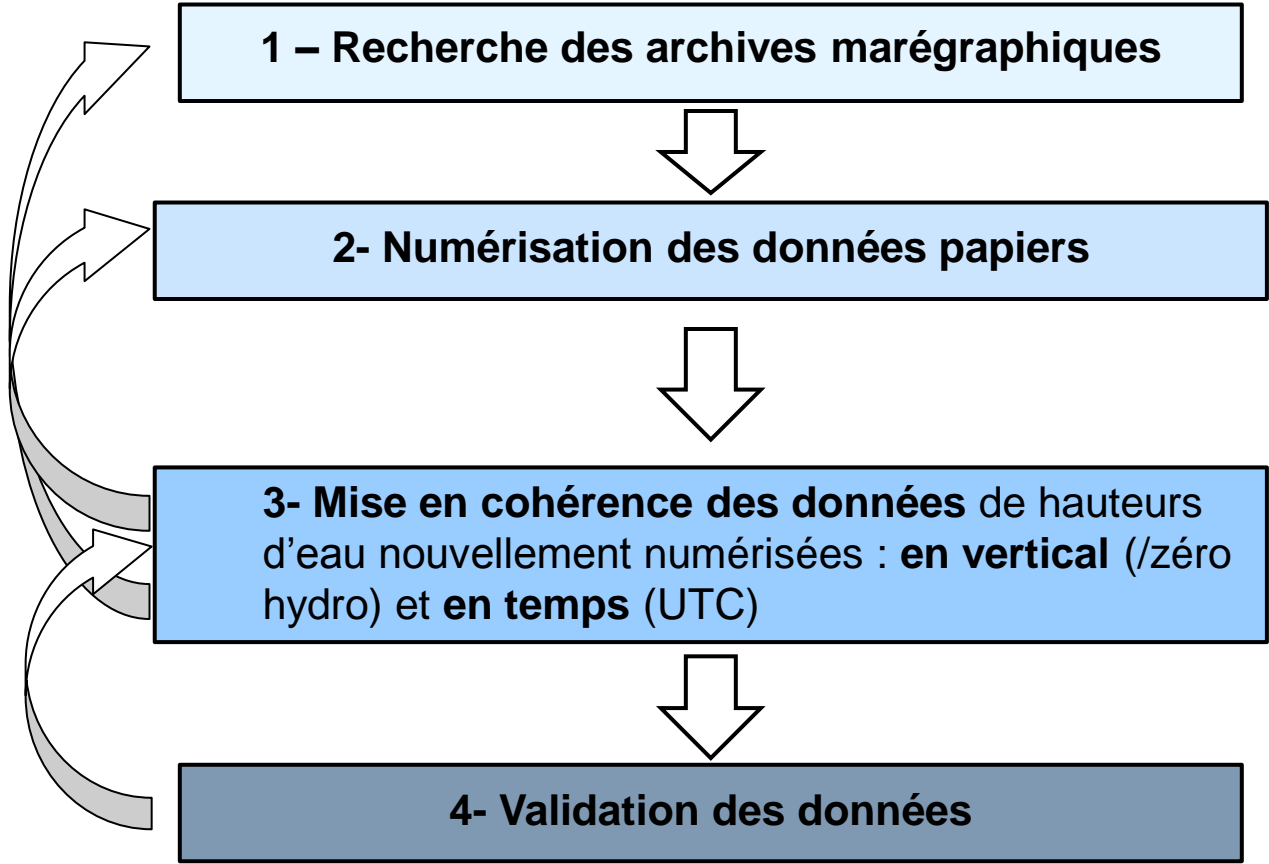 1 – Recherche des archives marégraphiques
2- Numérisation des données papiers
3- Mise en cohérence des données de hauteurs
d’eau nouvellement numérisées : en vertical (/zéro
hydro) et en temps (UTC)
4- Validation des données